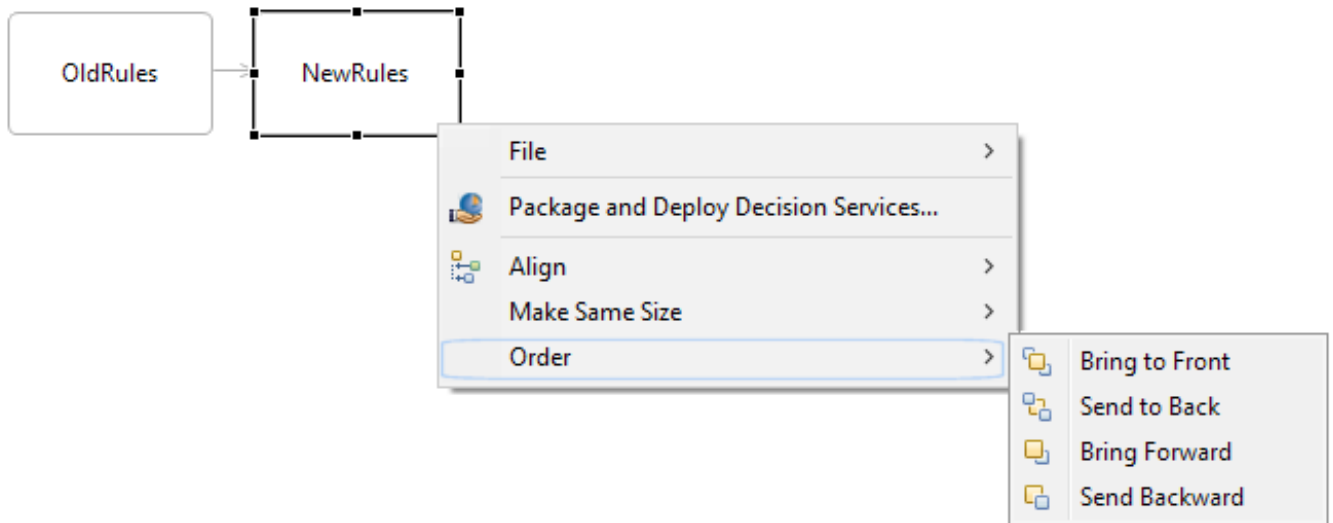 OldRules
NewRules
File
Package and Deploy Decision Services...
Align
Make Same Size
Order
Bring to Front
Send to Back
Bring Forward
Send Backward